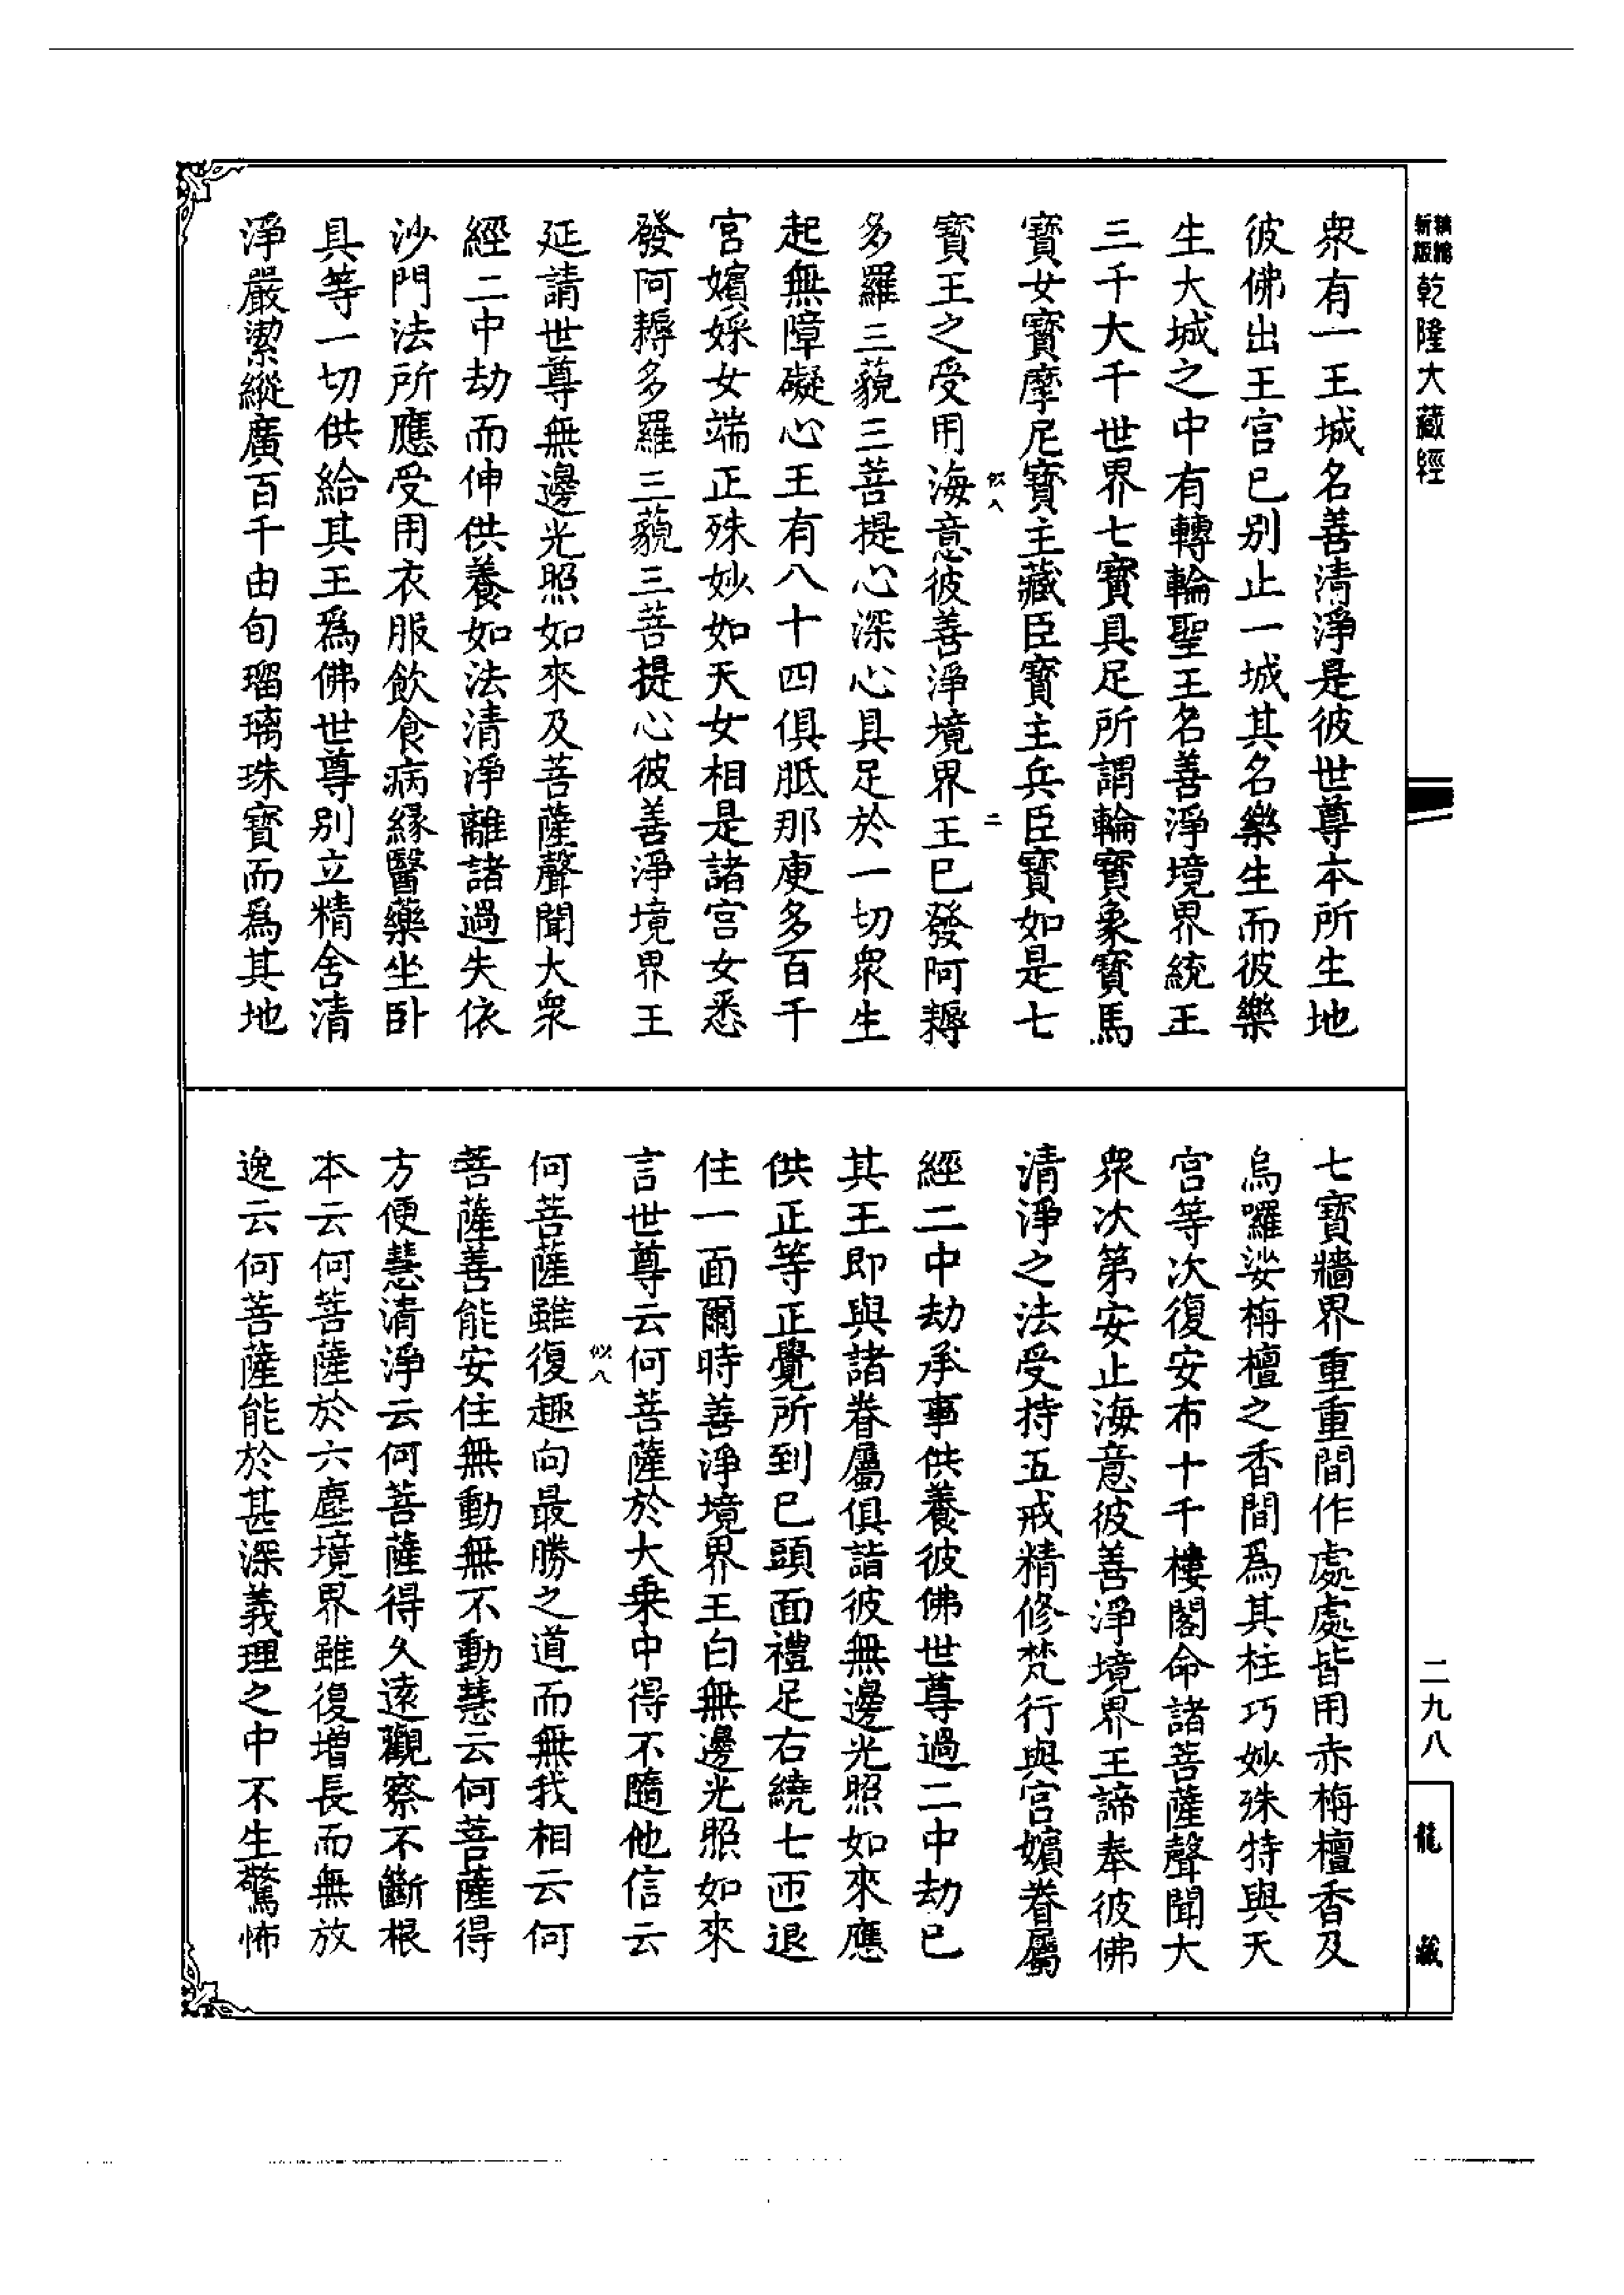 新版精編 乾隆大藏經
衆有一王城名善清淨是彼世尊本所生地
彼佛出王宮已別止一城其名樂生而彼樂
生大城之中有轉輪聖王名善淨境界統王
三千大千世界七寶具足所謂輪寶象寶馬
寶女寶摩尼寶主藏臣寶主兵臣寶如是七
似八 二
寶王之受用海意彼善淨境界王已發阿耨
多羅三藐三菩提心深心具足於一切衆生
起無障礙心王有八十四俱胝那庾多百千
宮嬪婇女端正殊妙如天女相是諸宮女悉
發阿耨多羅三藐三菩提心彼善淨境界王
延請世尊無邊光照如來及菩薩聲聞大衆
經二中劫而伸供養如法清淨離諸過失依
沙門法所應受用衣服飲食病緣醫藥坐臥
具等一切供給其王爲佛世尊別立精舍清
淨嚴潔縱廣百千由旬瑠璃珠寶而爲其地
七寶牆界重重間作處處皆用赤栴檀香及
烏囉娑栴檀之香間爲其柱巧妙殊特與天
宮等次復安布十千樓閣命諸菩薩聲聞大
衆次第安止海意彼善淨境界王諦奉彼佛
清淨之法受持五戒精修梵行與宮嬪眷屬
經二中劫承事供養彼佛世尊過二中劫已
其王即與諸眷屬俱詣彼無邊光照如來應
供正等正覺所到已頭面禮足右繞七匝退
住一面爾時善淨境界王白無邊光照如來
言世尊云何菩薩於大乘中得不隨他信云
似八
何菩薩雖復趣向最勝之道而無我相云何
菩薩善能安住無動無不動慧云何菩薩得
方便慧清淨云何菩薩得久遠觀察不斷根
本云何菩薩於六塵境界雖復增長而無放
逸云何菩薩能於甚深義理之中不生驚怖
二九八
龍藏